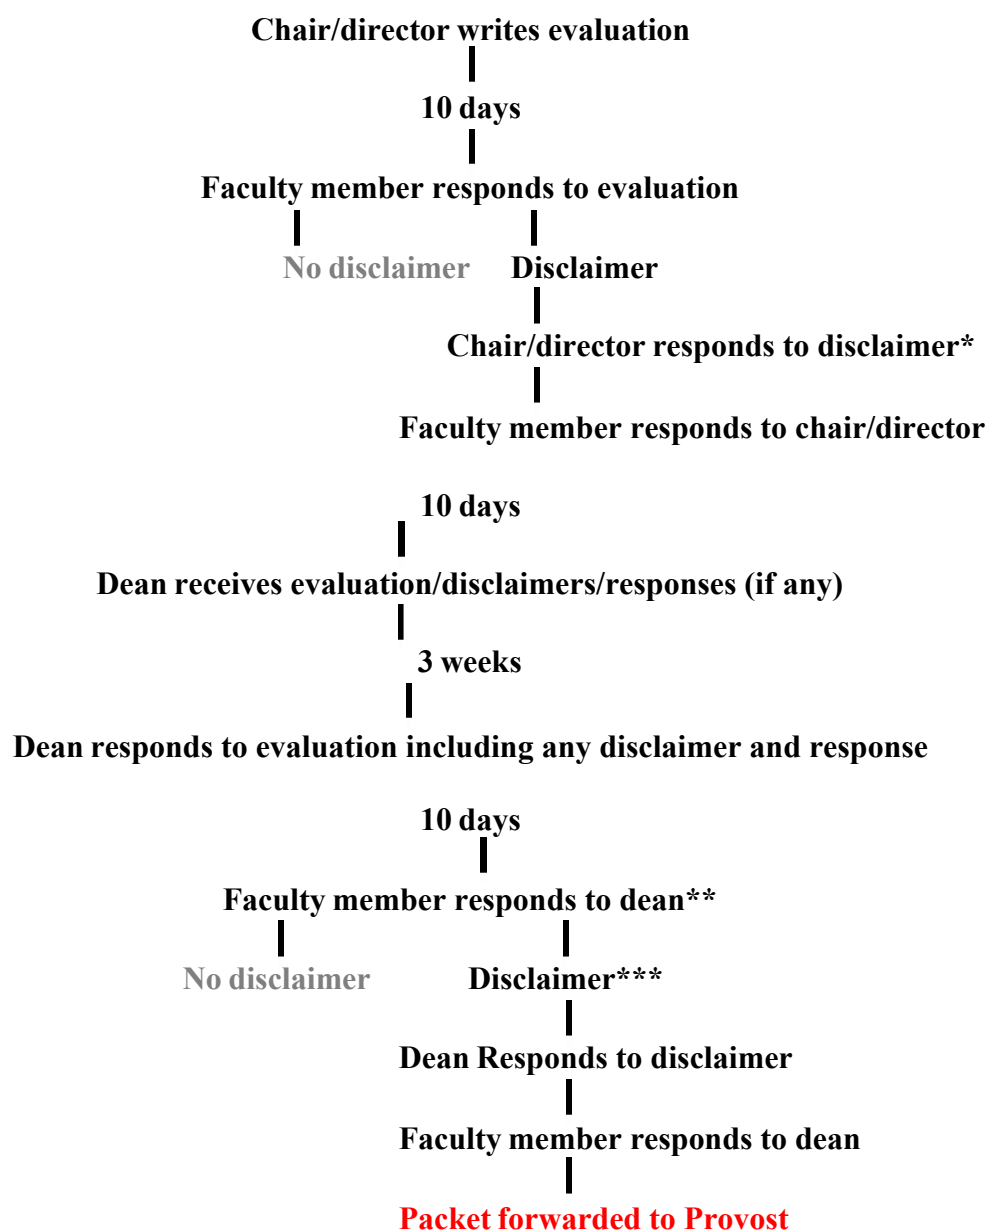 Chair/director writes evaluation
10 days
Faculty member responds to evaluation
No disclaimer Disclaimer
Chair/director responds to disclaimer*
Faculty member responds to chair/director
10 days
Dean receives evaluation/disclaimers/responses (if any)
3 weeks
Dean responds to evaluation including any disclaimer and response
10 days
Faculty member responds to dean**
No disclaimer Disclaimer***
Dean Responds to disclaimer
Faculty member responds to dean
Packet forwarded to Provost